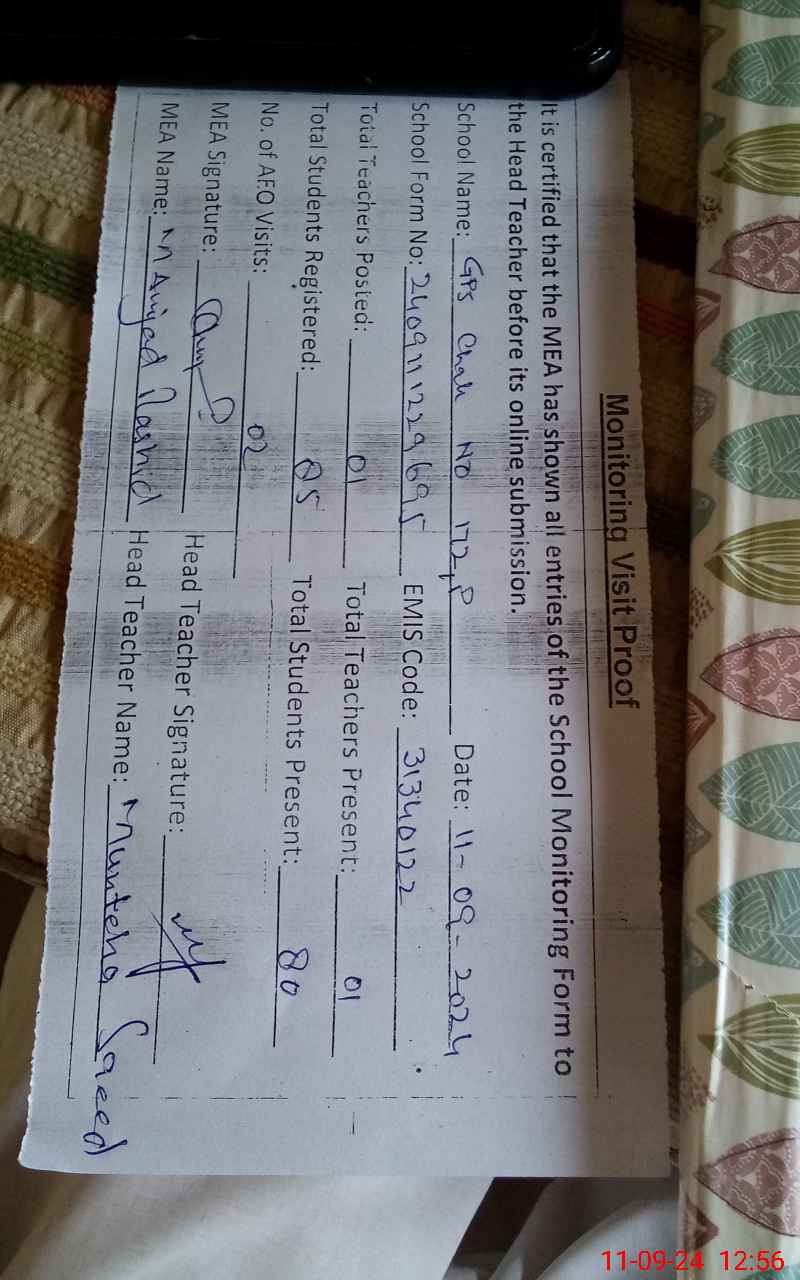 Monitoring Visit Proof
It is certified that the MEA has shown all entries of the School Monitoring Form to
the Head Teacher before its online submission.
School Name: GPS Chak No 172,P Date: 11-09-2024
School Form No: 2409111229695 EMIS Code: 31340122
Total Teachers Posted: 01 Total Teachers Present: 01
Total Students Registered: 85 Total Students Present: 80
No. of AEO Visits: 02
MEA Signature: Head Teacher Signature:
MEA Name: M Amjad Rashid Head Teacher Name: Munteha Saeed
11-09-24 12:56